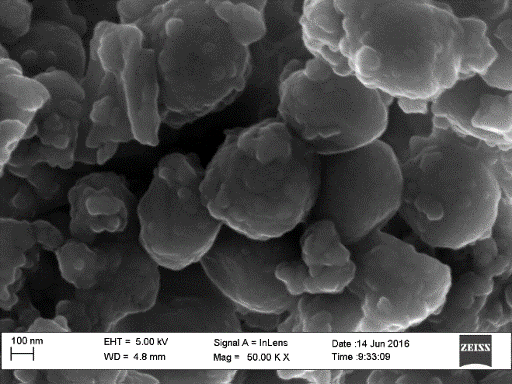 100 nm
EHT = 5.00 kV
Signal A = InLens
Date :14 Jun 2016
WD = 4.8 mm
Mag = 50.00 K X
Time :9:33:09
ZEISS